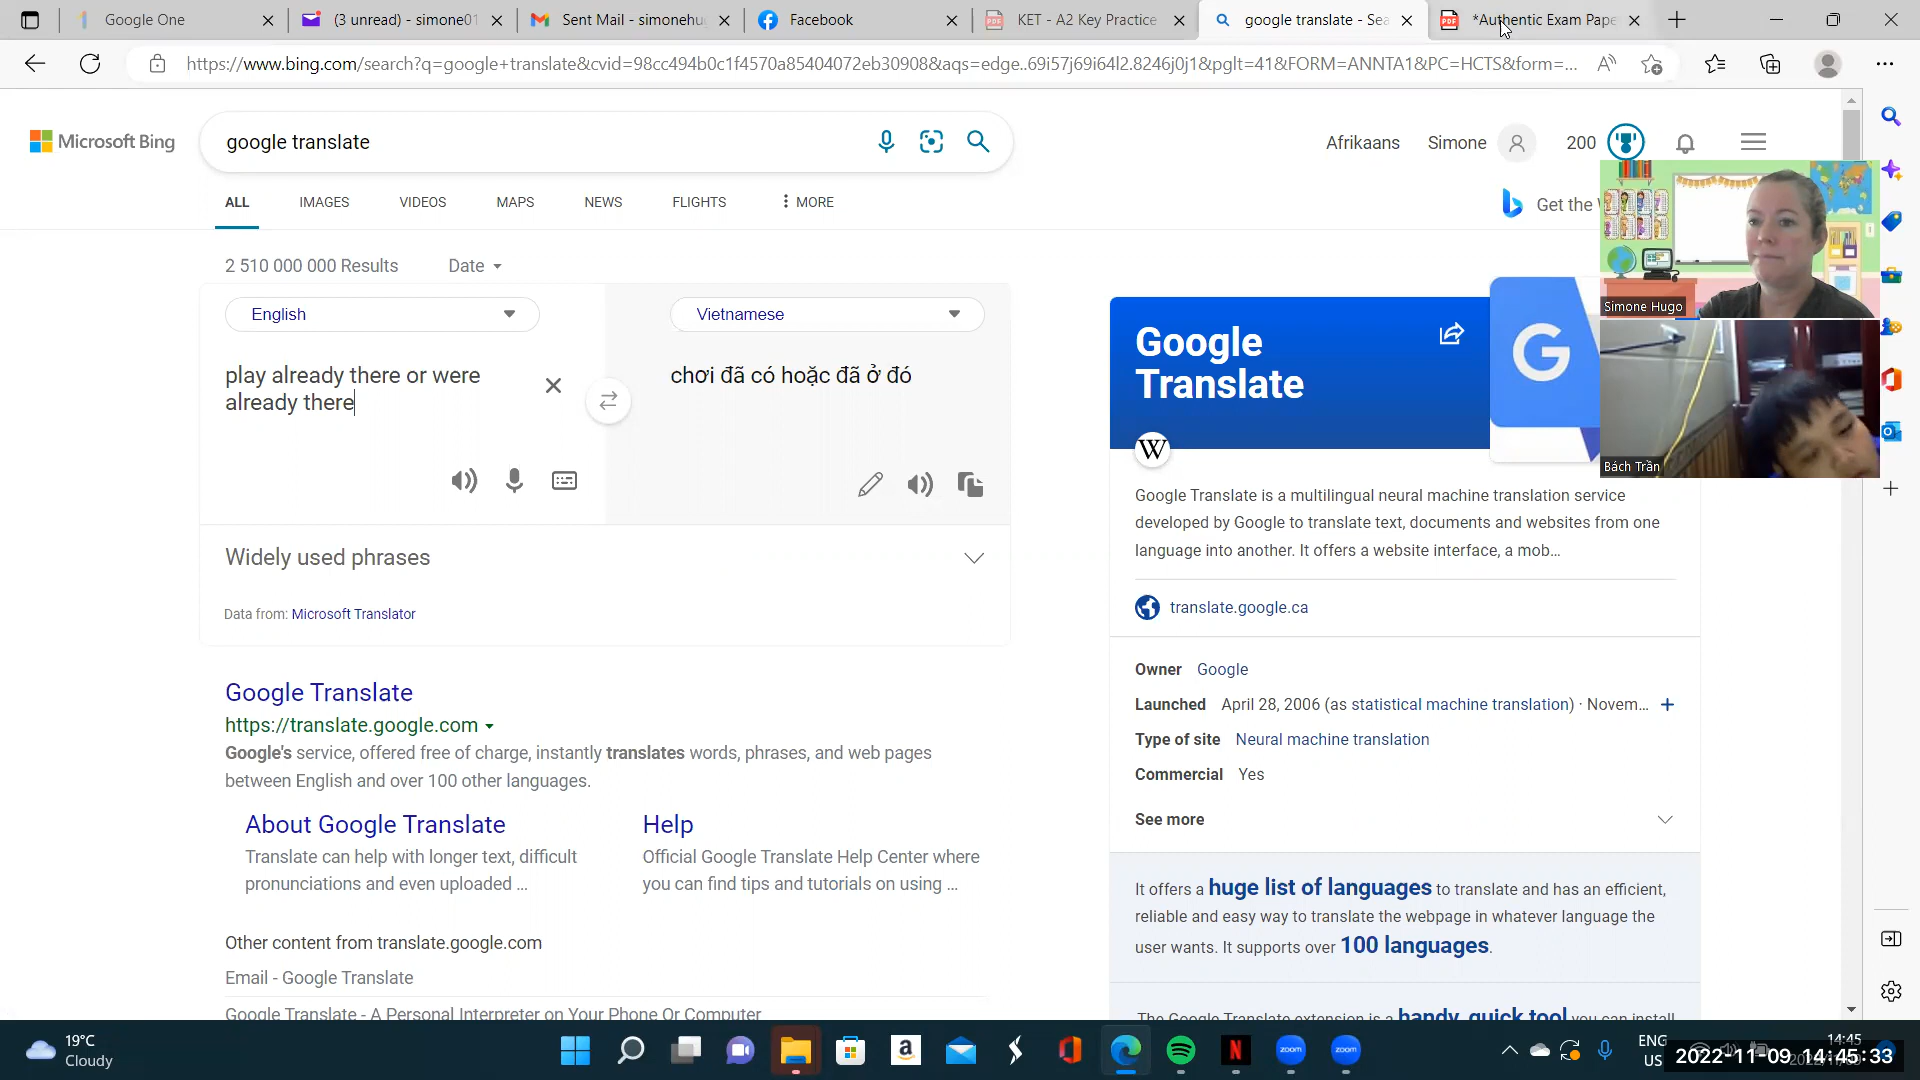 Google One
(3 unread) - simone01
Sent Mail - simonehu
Facebook
KET - A2 Key Practice
google translate - Sea
*Authentic Exam Pape
https://www.bing.com/search?q=google+translate&cvid=98cc494b0c1f4570a85404072eb30908&aqs=edge..69i57j69i64l2.8246j0j1&pglt=41&FORM=ANNTA1&PC=HCTS&form=...
Microsoft Bing
google translate
Afrikaans
Simone
200
ALL
IMAGES
VIDEOS
MAPS
NEWS
FLIGHTS
MORE
Get the
2 510 000 000 Results
Date
English
Vietnamese
play already there or were
already there
chơi đã có hoặc đã ở đó
Widely used phrases
Data from: Microsoft Translator
Google Translate
https://translate.google.com
Google's service, offered free of charge, instantly translates words, phrases, and web pages
between English and over 100 other languages.
About Google Translate
Translate can help with longer text, difficult
pronunciations and even uploaded ...
Help
Official Google Translate Help Center where
you can find tips and tutorials on using ...
Other content from translate.google.com
Email - Google Translate
Google Translate - A Personal Interpreter on Your Phone Or Computer
Google
Translate
G
W
Google Translate is a multilingual neural machine translation service
developed by Google to translate text, documents and websites from one
language into another. It offers a website interface, a mob...
translate.google.ca
Owner Google
Launched April 28, 2006 (as statistical machine translation) · Novem...
Type of site Neural machine translation
Commercial Yes
See more
It offers a huge list of languages to translate and has an efficient,
reliable and easy way to translate the webpage in whatever language the
user wants. It supports over 100 languages.
The Google Translate extension is a handy, quick tool you can install
Simone Hugo
Bách Trần
19°C
Cloudy
zoom
zoom
ENG
US
14:45
2022-11-09 14:45:33